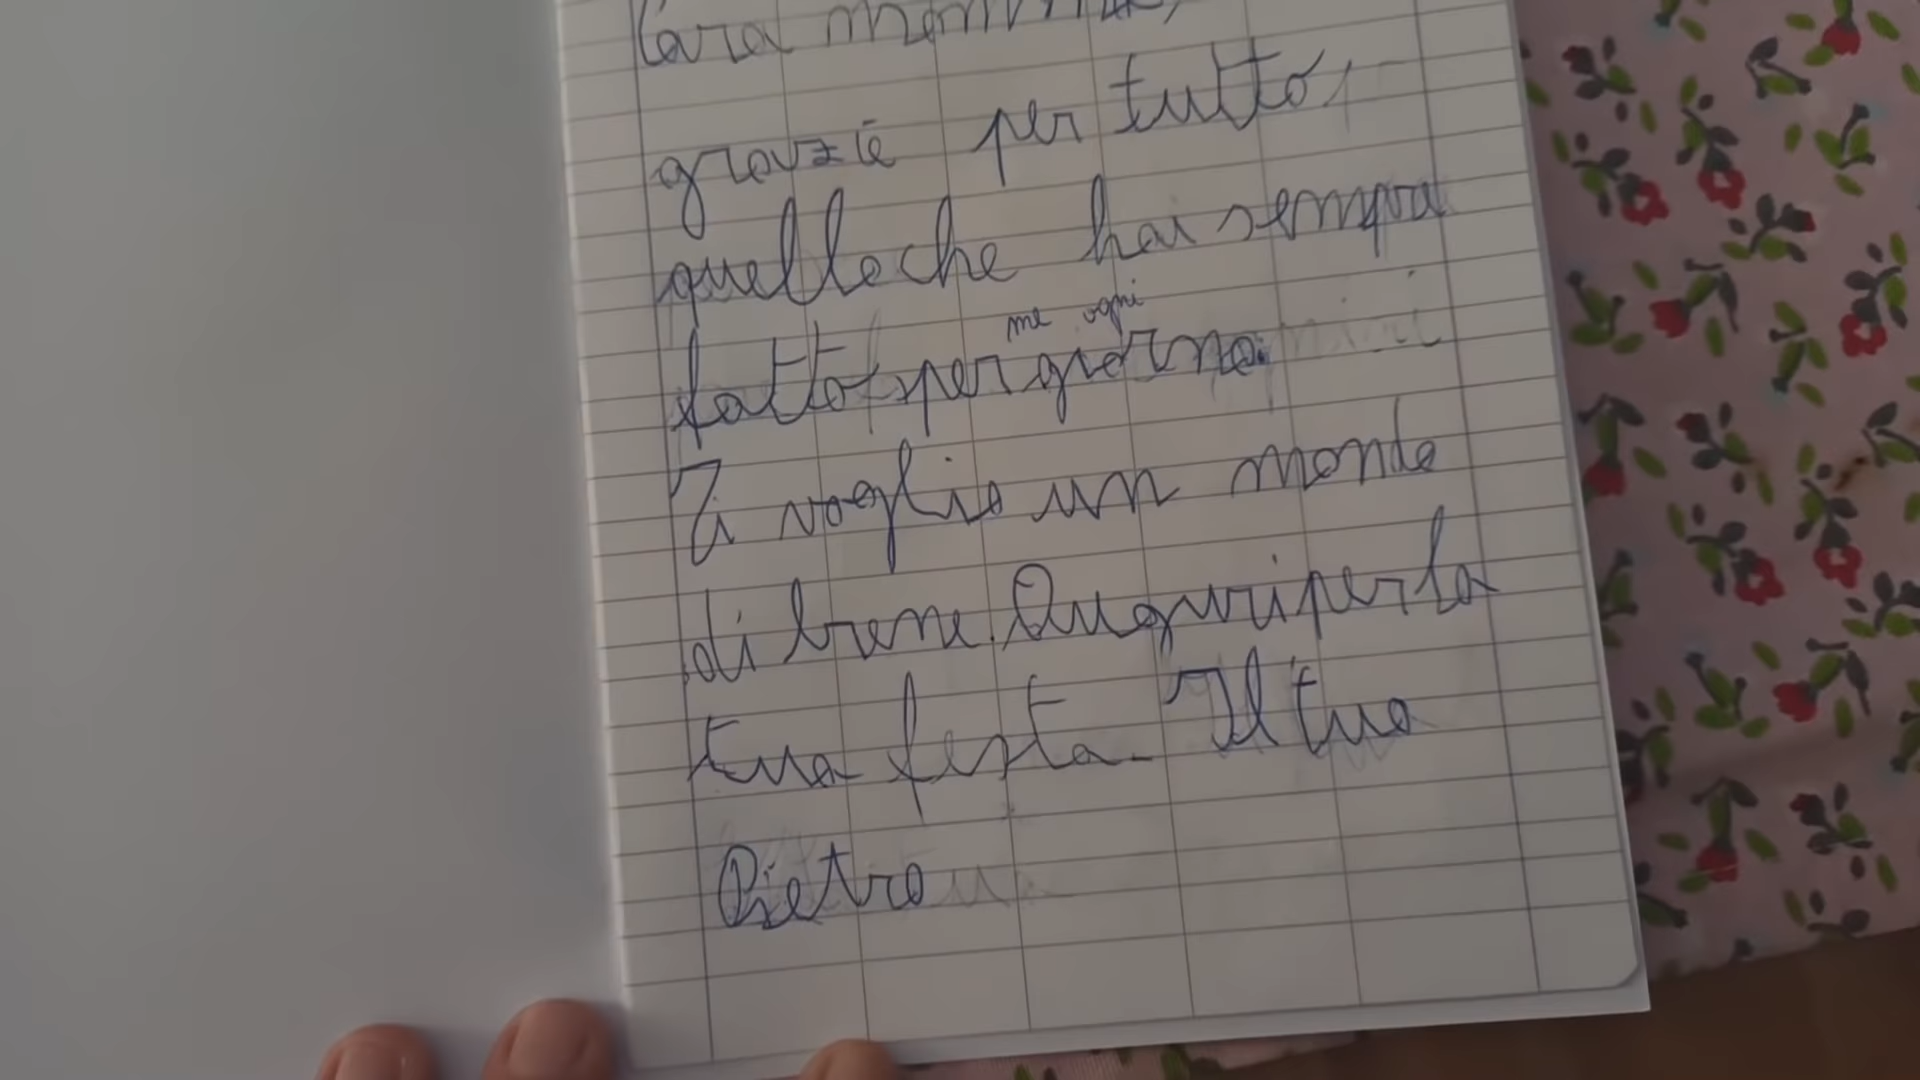 Cara mamma,
grazie per tutto
quello che hai sempre
me ogni
fatto per giorno.
Ti voglio un mondo
di bene. Auguri per la
tua festa. Il tuo
Pietro